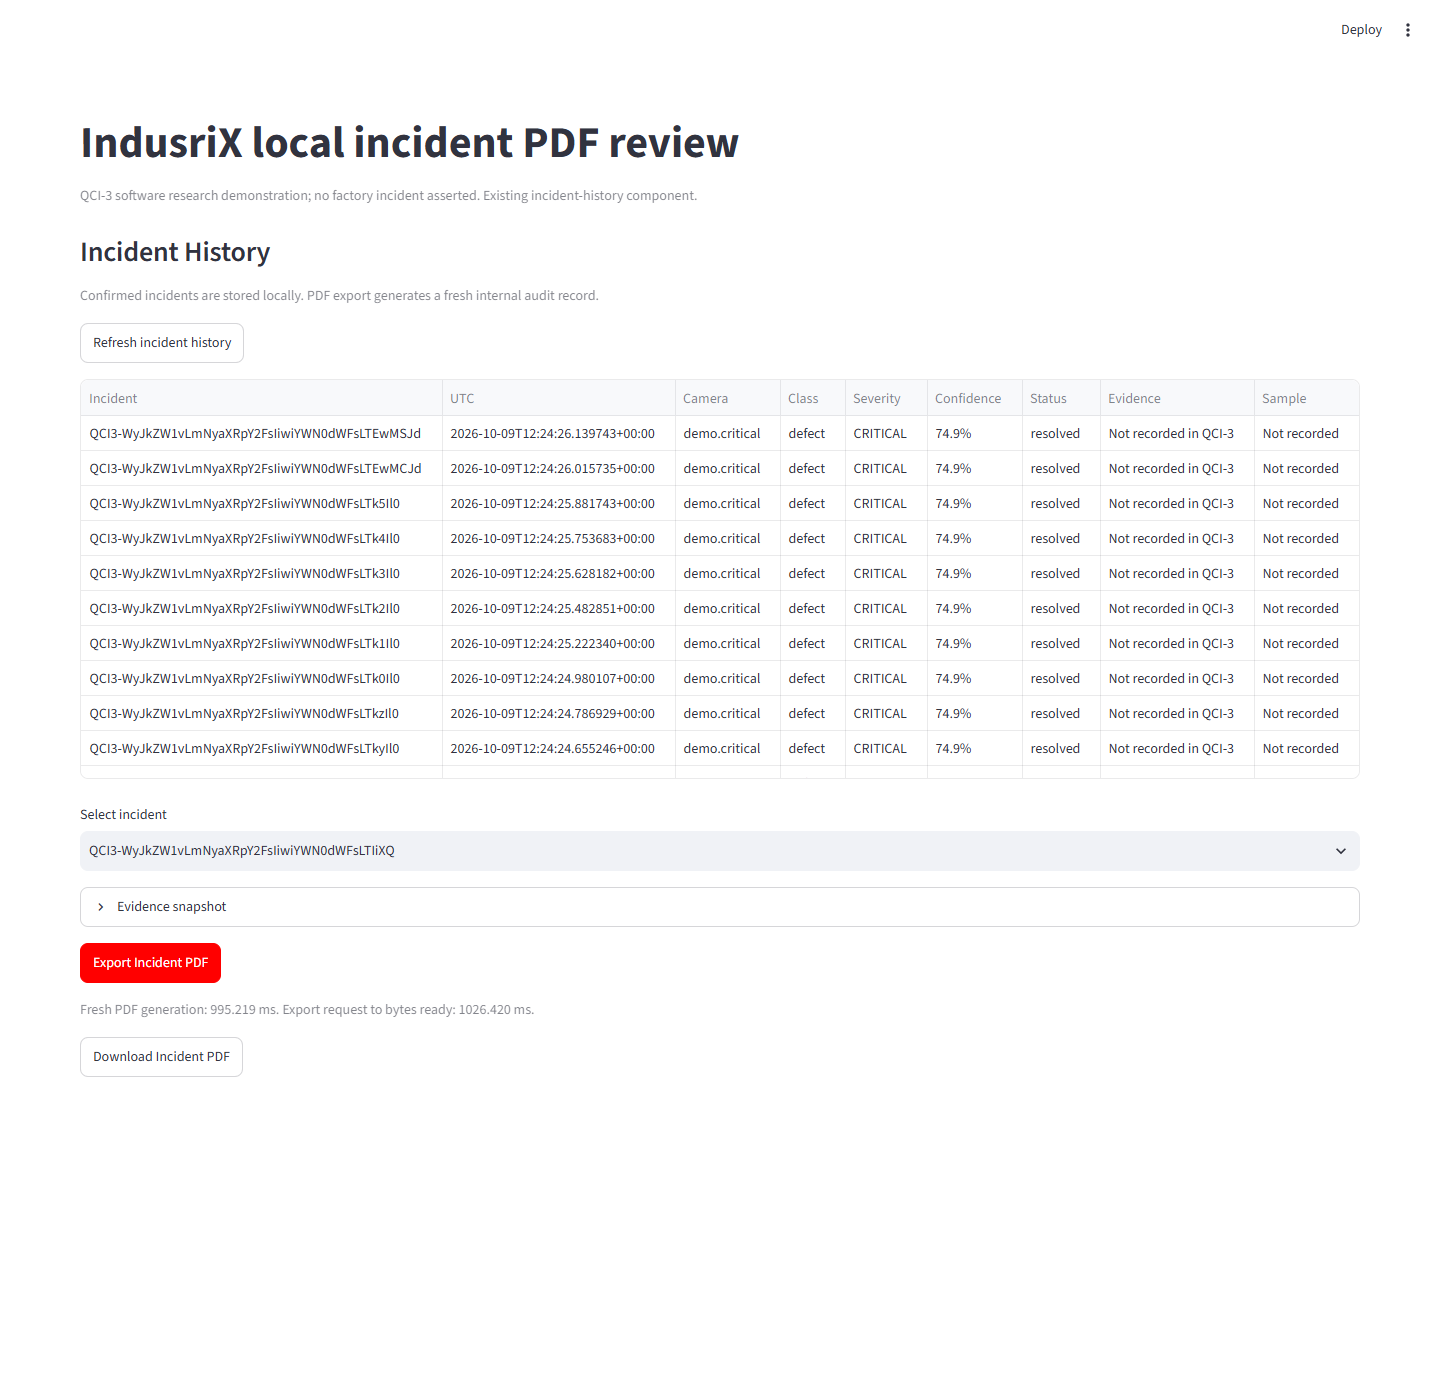 Deploy
IndusriX local incident PDF review
QCI-3 software research demonstration; no factory incident asserted. Existing incident-history component.
Incident History
Confirmed incidents are stored locally. PDF export generates a fresh internal audit record.
Refresh incident history
Incident UTC Camera Class Severity Confidence Status Evidence Sample
QCI3-WyJkZW1vLmNyaXRpY2FsIiwiYWN0dWFsLTEwMSJd 2026-10-09T12:24:26.139743+00:00 demo.critical defect CRITICAL 74.9% resolved Not recorded in QCI-3 Not recorded
QCI3-WyJkZW1vLmNyaXRpY2FsIiwiYWN0dWFsLTEwMCJd 2026-10-09T12:24:26.015735+00:00 demo.critical defect CRITICAL 74.9% resolved Not recorded in QCI-3 Not recorded
QCI3-WyJkZW1vLmNyaXRpY2FsIiwiYWN0dWFsLTk5Il0 2026-10-09T12:24:25.881743+00:00 demo.critical defect CRITICAL 74.9% resolved Not recorded in QCI-3 Not recorded
QCI3-WyJkZW1vLmNyaXRpY2FsIiwiYWN0dWFsLTk4Il0 2026-10-09T12:24:25.753683+00:00 demo.critical defect CRITICAL 74.9% resolved Not recorded in QCI-3 Not recorded
QCI3-WyJkZW1vLmNyaXRpY2FsIiwiYWN0dWFsLTk3Il0 2026-10-09T12:24:25.628182+00:00 demo.critical defect CRITICAL 74.9% resolved Not recorded in QCI-3 Not recorded
QCI3-WyJkZW1vLmNyaXRpY2FsIiwiYWN0dWFsLTk2Il0 2026-10-09T12:24:25.482851+00:00 demo.critical defect CRITICAL 74.9% resolved Not recorded in QCI-3 Not recorded
QCI3-WyJkZW1vLmNyaXRpY2FsIiwiYWN0dWFsLTk1Il0 2026-10-09T12:24:25.222340+00:00 demo.critical defect CRITICAL 74.9% resolved Not recorded in QCI-3 Not recorded
QCI3-WyJkZW1vLmNyaXRpY2FsIiwiYWN0dWFsLTk0Il0 2026-10-09T12:24:24.980107+00:00 demo.critical defect CRITICAL 74.9% resolved Not recorded in QCI-3 Not recorded
QCI3-WyJkZW1vLmNyaXRpY2FsIiwiYWN0dWFsLTkzIl0 2026-10-09T12:24:24.786929+00:00 demo.critical defect CRITICAL 74.9% resolved Not recorded in QCI-3 Not recorded
QCI3-WyJkZW1vLmNyaXRpY2FsIiwiYWN0dWFsLTkyIl0 2026-10-09T12:24:24.655246+00:00 demo.critical defect CRITICAL 74.9% resolved Not recorded in QCI-3 Not recorded
Select incident
QCI3-WyJkZW1vLmNyaXRpY2FsIiwiYWN0dWFsLTIiXQ
Evidence snapshot
Export Incident PDF
Fresh PDF generation: 995.219 ms. Export request to bytes ready: 1026.420 ms.
Download Incident PDF